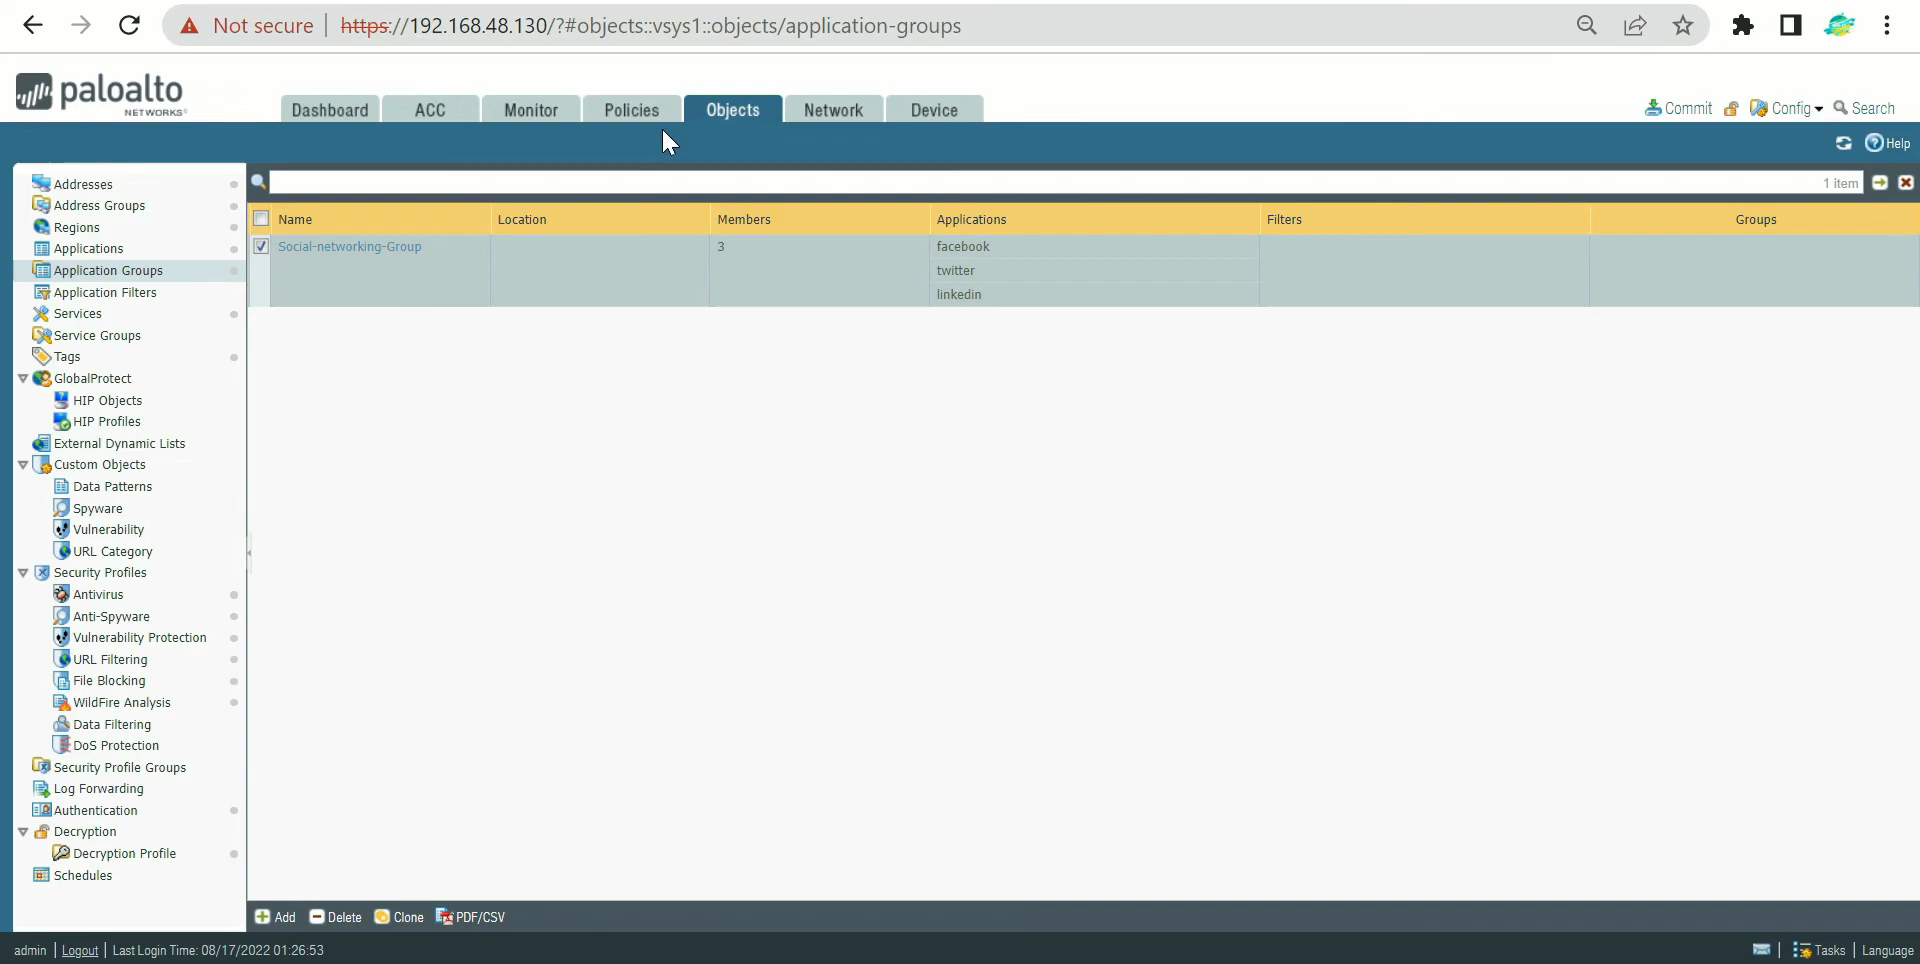 Not secure https://192.168.48.130/?#objects::vsys1::objects/application-groups
paloalto
NETWORKS®
Dashboard ACC Monitor Policies Objects Network Device
Commit Config Search
Help
1 item
Addresses
Address Groups
Regions
Applications
Application Groups
Application Filters
Services
Service Groups
Tags
GlobalProtect
HIP Objects
HIP Profiles
External Dynamic Lists
Custom Objects
Data Patterns
Spyware
Vulnerability
URL Category
Security Profiles
Antivirus
Anti-Spyware
Vulnerability Protection
URL Filtering
File Blocking
WildFire Analysis
Data Filtering
DoS Protection
Security Profile Groups
Log Forwarding
Authentication
Decryption
Decryption Profile
Schedules
Name Location Members Applications Filters Groups
Social-networking-Group 3 facebook
twitter
linkedin
Add Delete Clone PDF/CSV
admin Logout Last Login Time: 08/17/2022 01:26:53 Tasks Language